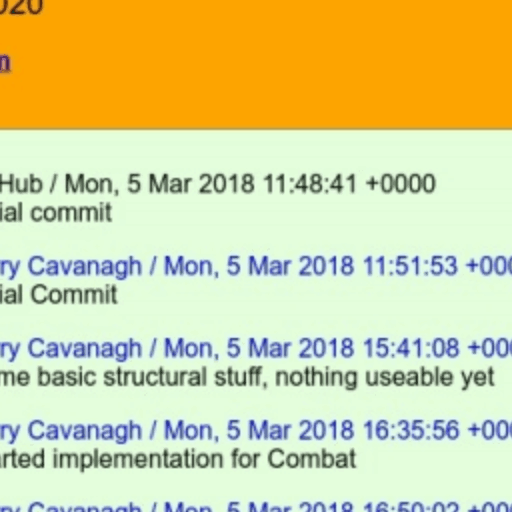 020
n
Hub / Mon, 5 Mar 2018 11:48:41 +0000
ial commit
ry Cavanagh / Mon, 5 Mar 2018 11:51:53 +000
ial Commit
ry Cavanagh / Mon, 5 Mar 2018 15:41:08 +000
me basic structural stuff, nothing useable yet
ry Cavanagh / Mon, 5 Mar 2018 16:35:56 +000
arted implementation for Combat
ry Cavanagh / Mon, 5 Mar 2018 16:50:02 +000